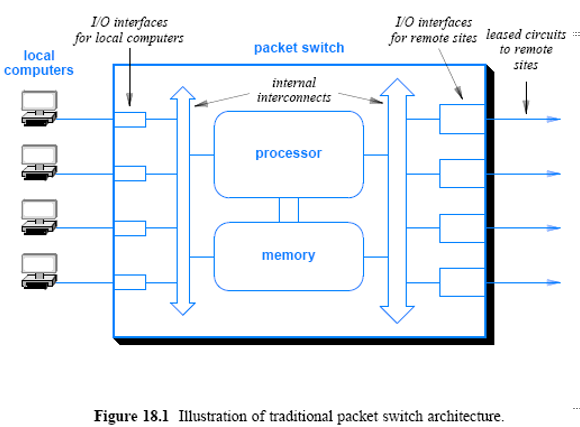 I/O interfaces
for local computers
I/O interfaces
for remote sites
leased circuits
to remote
sites
local
computers
packet switch
internal
interconnects
processor
memory
Figure 18.1 Illustration of traditional packet switch architecture.